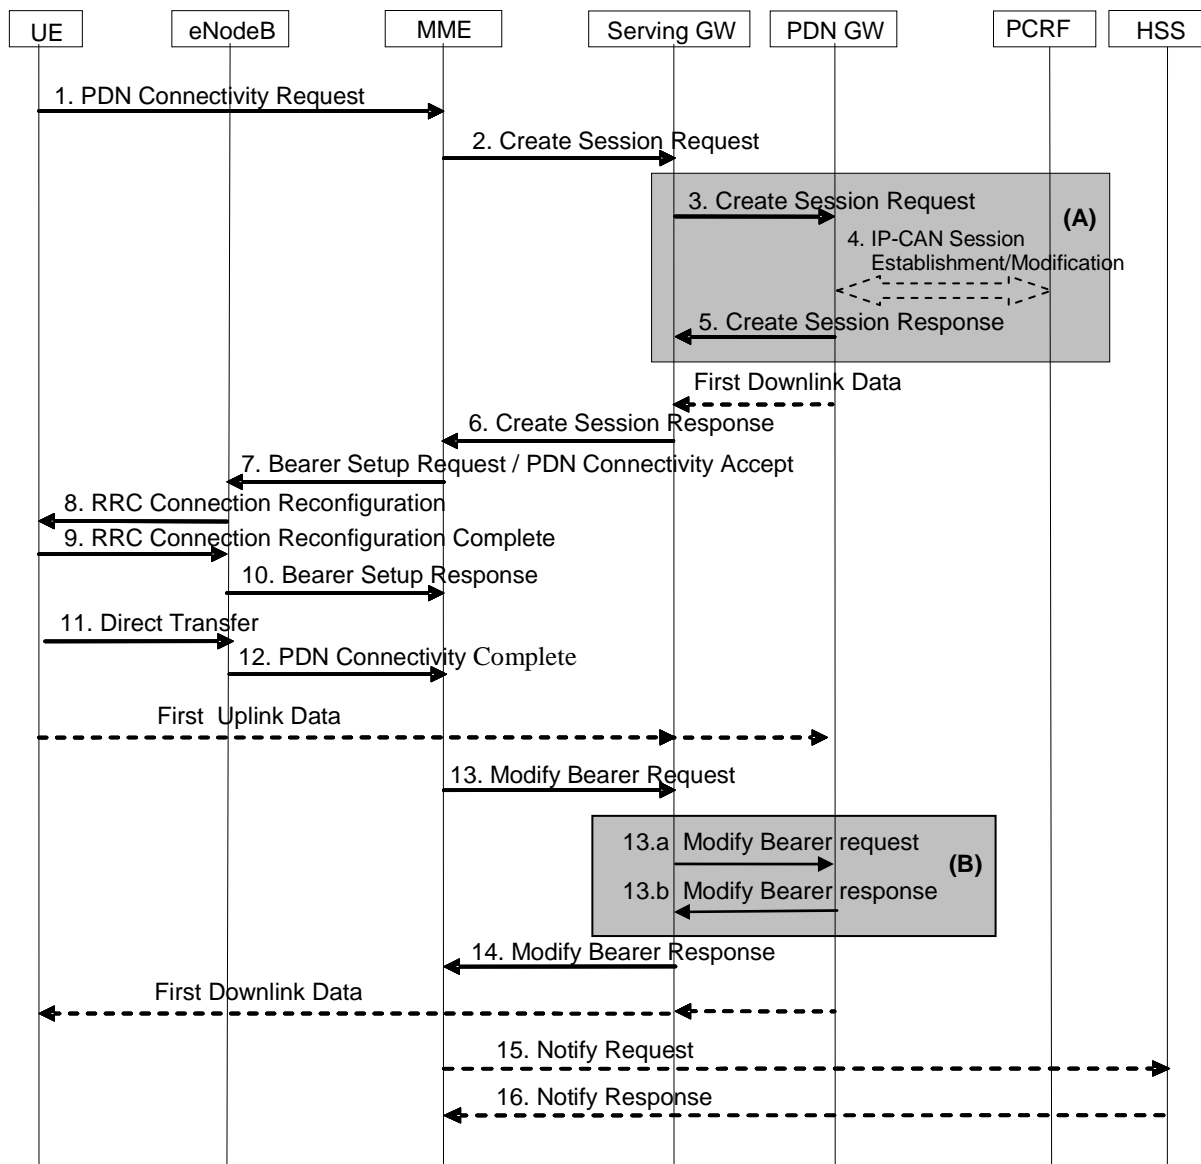 UE
eNodeB
MME
Serving GW
PDN GW
PCRF
HSS
1. PDN Connectivity Request
2. Create Session Request
3. Create Session Request
(A)
4. IP-CAN Session
Establishment/Modification
5. Create Session Response
First Downlink Data
6. Create Session Response
7. Bearer Setup Request / PDN Connectivity Accept
8. RRC Connection Reconfiguration
9. RRC Connection Reconfiguration Complete
10. Bearer Setup Response
11. Direct Transfer
12. PDN Connectivity Complete
First Uplink Data
13. Modify Bearer Request
13.a Modify Bearer request
(B)
13.b Modify Bearer response
14. Modify Bearer Response
First Downlink Data
15. Notify Request
16. Notify Response